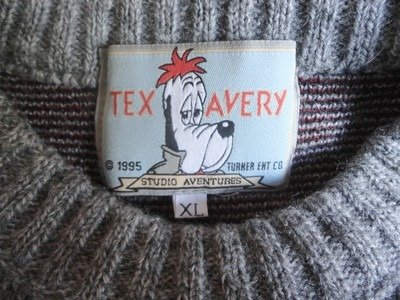 TEX AVERY
© 1995 TURNER ENT CO.
STUDIO AVENTURES
XL